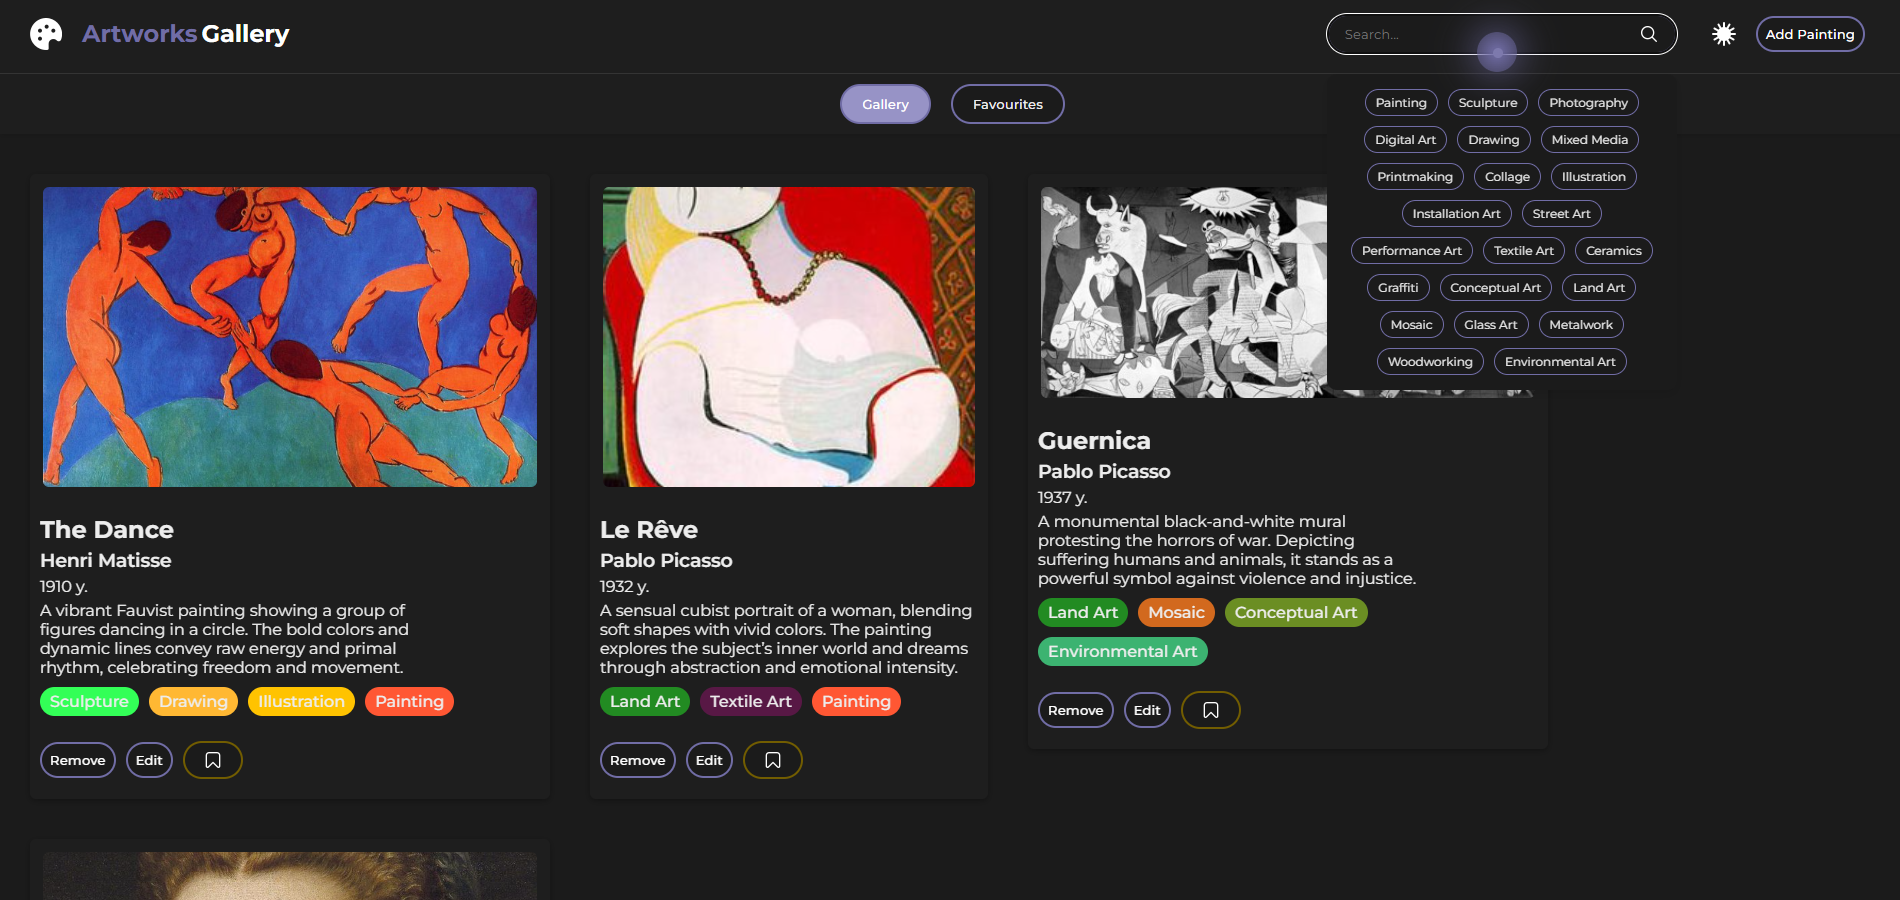 Artworks Gallery
Search...
Add Painting
Gallery
Favourites
Painting
Sculpture
Photography
Digital Art
Drawing
Mixed Media
Printmaking
Collage
Illustration
Installation Art
Street Art
Performance Art
Textile Art
Ceramics
Graffiti
Conceptual Art
Land Art
Mosaic
Glass Art
Metalwork
Woodworking
Environmental Art
The Dance
Henri Matisse
1910 y.
A vibrant Fauvist painting showing a group of
figures dancing in a circle. The bold colors and
dynamic lines convey raw energy and primal
rhythm, celebrating freedom and movement.
Sculpture
Drawing
Illustration
Painting
Remove
Edit
Le Rêve
Pablo Picasso
1932 y.
A sensual cubist portrait of a woman, blending
soft shapes with vivid colors. The painting
explores the subject's inner world and dreams
through abstraction and emotional intensity.
Land Art
Textile Art
Painting
Remove
Edit
Guernica
Pablo Picasso
1937 y.
A monumental black-and-white mural
protesting the horrors of war. Depicting
suffering humans and animals, it stands as a
powerful symbol against violence and injustice.
Land Art
Mosaic
Conceptual Art
Environmental Art
Remove
Edit